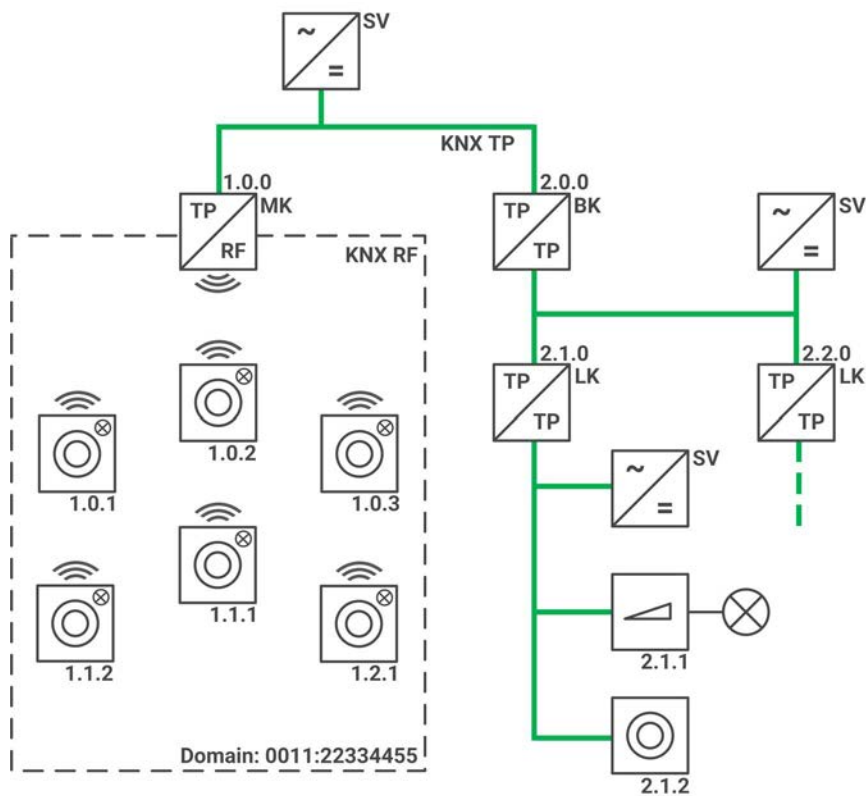 ~
=
SV
KNX TP
1.0.0
TP
RF
MK
2.0.0
TP
TP
BK
~
=
SV
KNX RF
2.1.0
TP
TP
LK
2.2.0
TP
TP
LK
1.0.1
1.0.2
1.0.3
~
=
SV
1.1.1
1.1.2
1.2.1
2.1.1
2.1.2
Domain: 0011:22334455